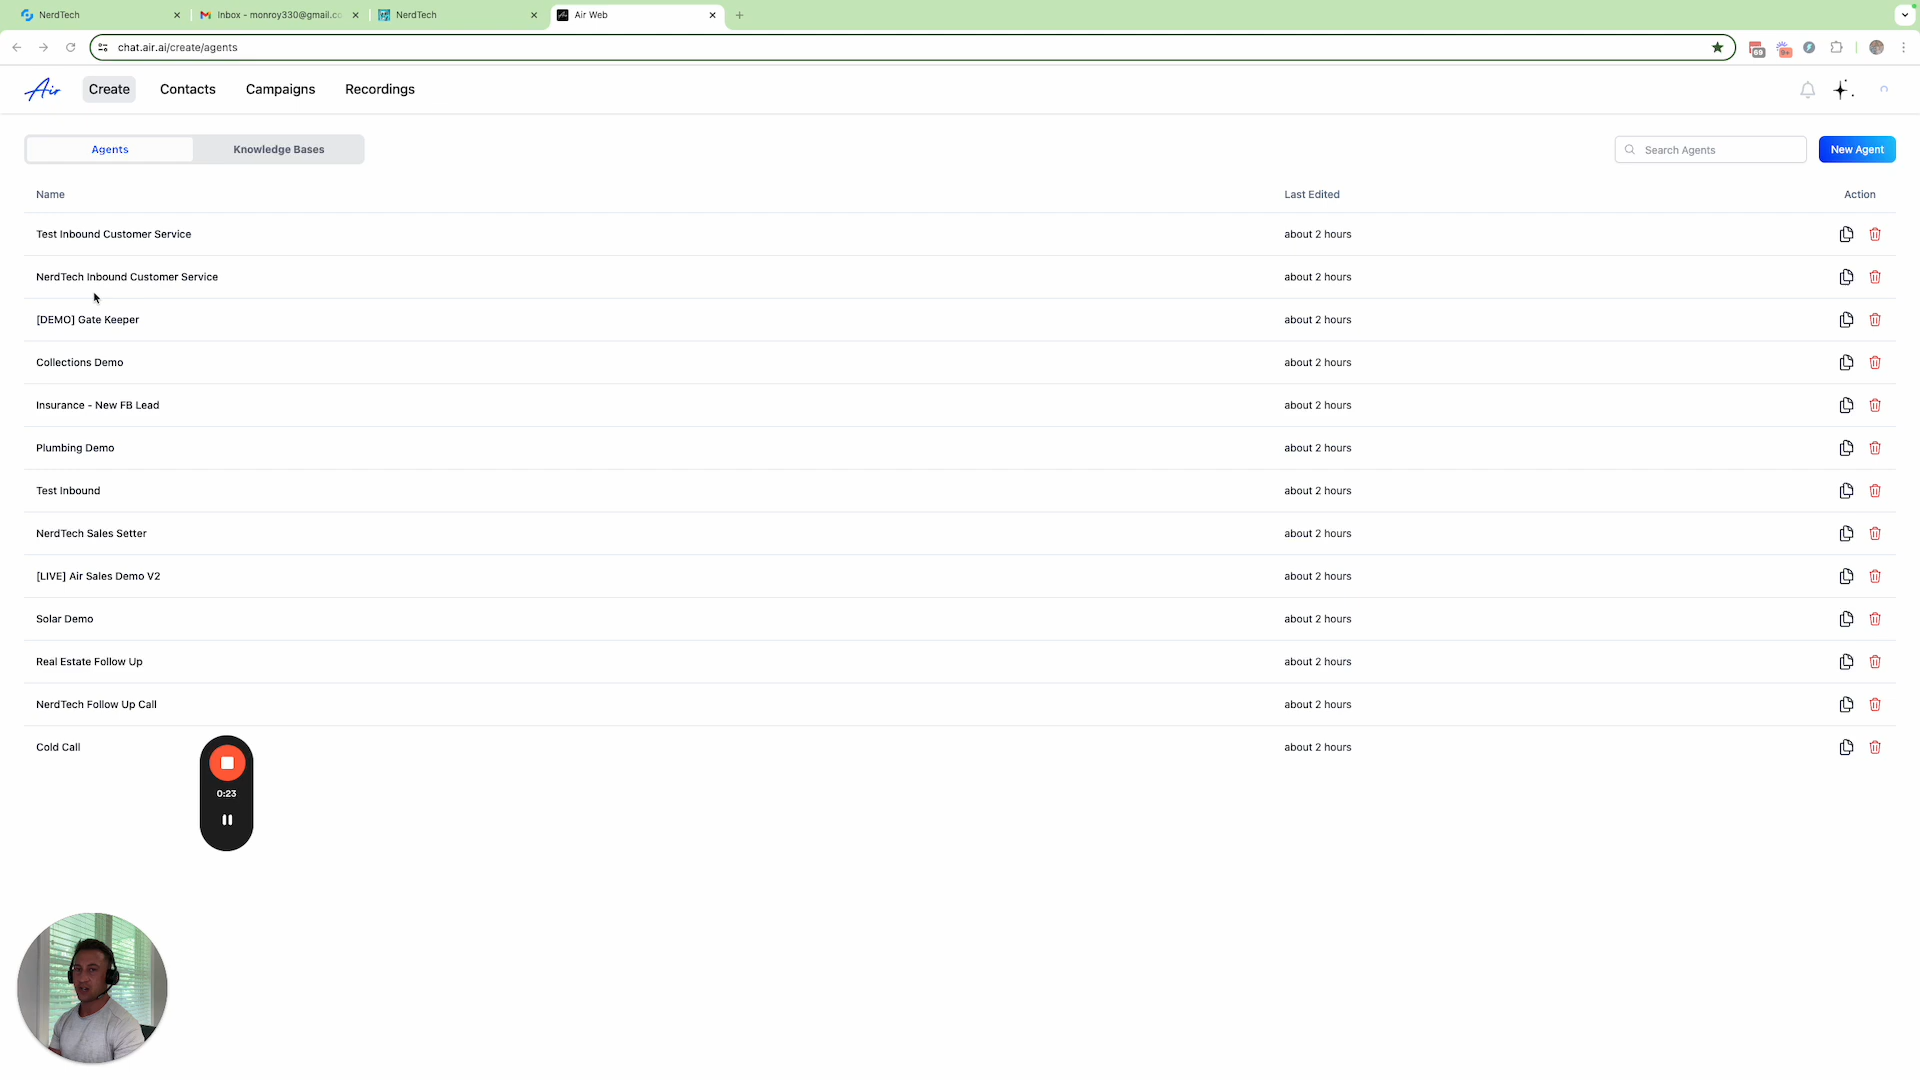 NerdTech
Inbox - monroy330@gmail.co
NerdTech
Air Web
chat.air.ai/create/agents
69
9+
Air
Create
Contacts
Campaigns
Recordings
Agents
Knowledge Bases
Search Agents
New Agent
Name
Last Edited
Action
Test Inbound Customer Service
about 2 hours
NerdTech Inbound Customer Service
about 2 hours
[DEMO] Gate Keeper
about 2 hours
Collections Demo
about 2 hours
Insurance - New FB Lead
about 2 hours
Plumbing Demo
about 2 hours
Test Inbound
about 2 hours
NerdTech Sales Setter
about 2 hours
[LIVE] Air Sales Demo V2
about 2 hours
Solar Demo
about 2 hours
Real Estate Follow Up
about 2 hours
NerdTech Follow Up Call
about 2 hours
Cold Call
about 2 hours
0:23